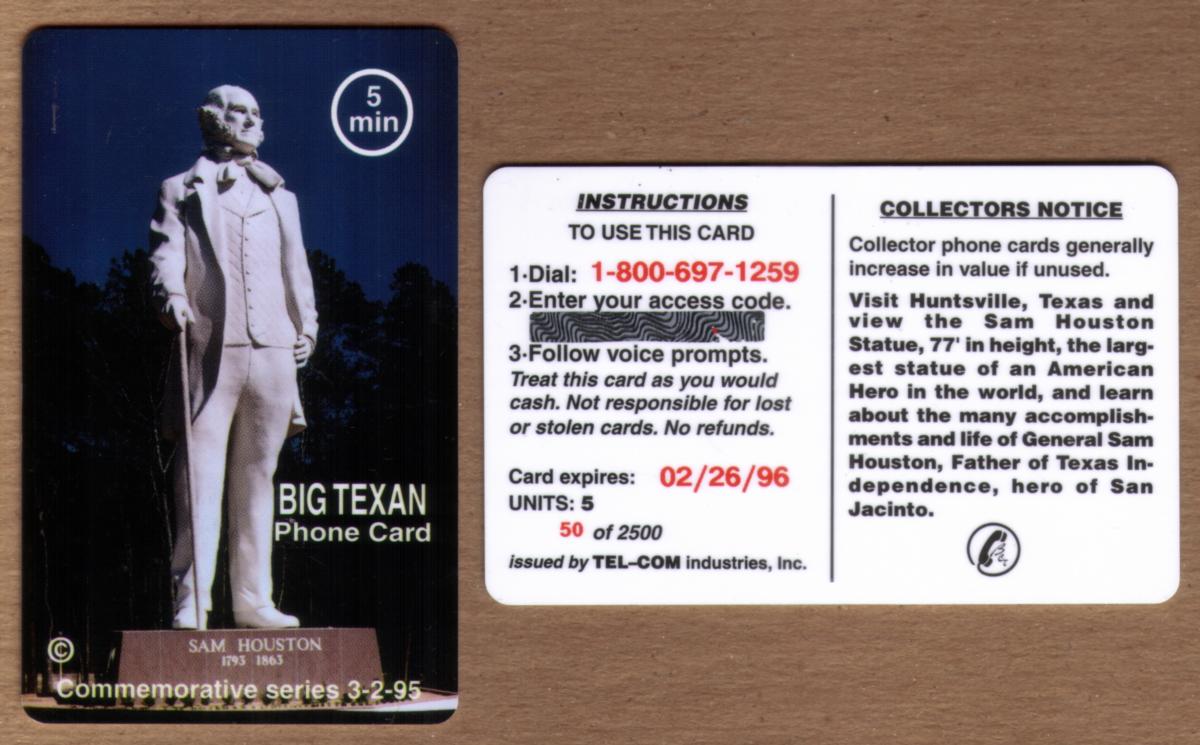 5
min
BIG TEXAN
Phone Card
SAM HOUSTON
1793 1863
©
Commemorative series 3-2-95
INSTRUCTIONS
TO USE THIS CARD
1·Dial: 1-800-697-1259
2·Enter your access code.
3·Follow voice prompts.
Treat this card as you would
cash. Not responsible for lost
or stolen cards. No refunds.
Card expires: 02/26/96
UNITS: 5
50 of 2500
issued by TEL–COM industries, Inc.
COLLECTORS NOTICE
Collector phone cards generally
increase in value if unused.
Visit Huntsville, Texas and
view the Sam Houston
Statue, 77' in height, the larg-
est statue of an American
Hero in the world, and learn
about the many accomplish-
ments and life of General Sam
Houston, Father of Texas In-
dependence, hero of San
Jacinto.